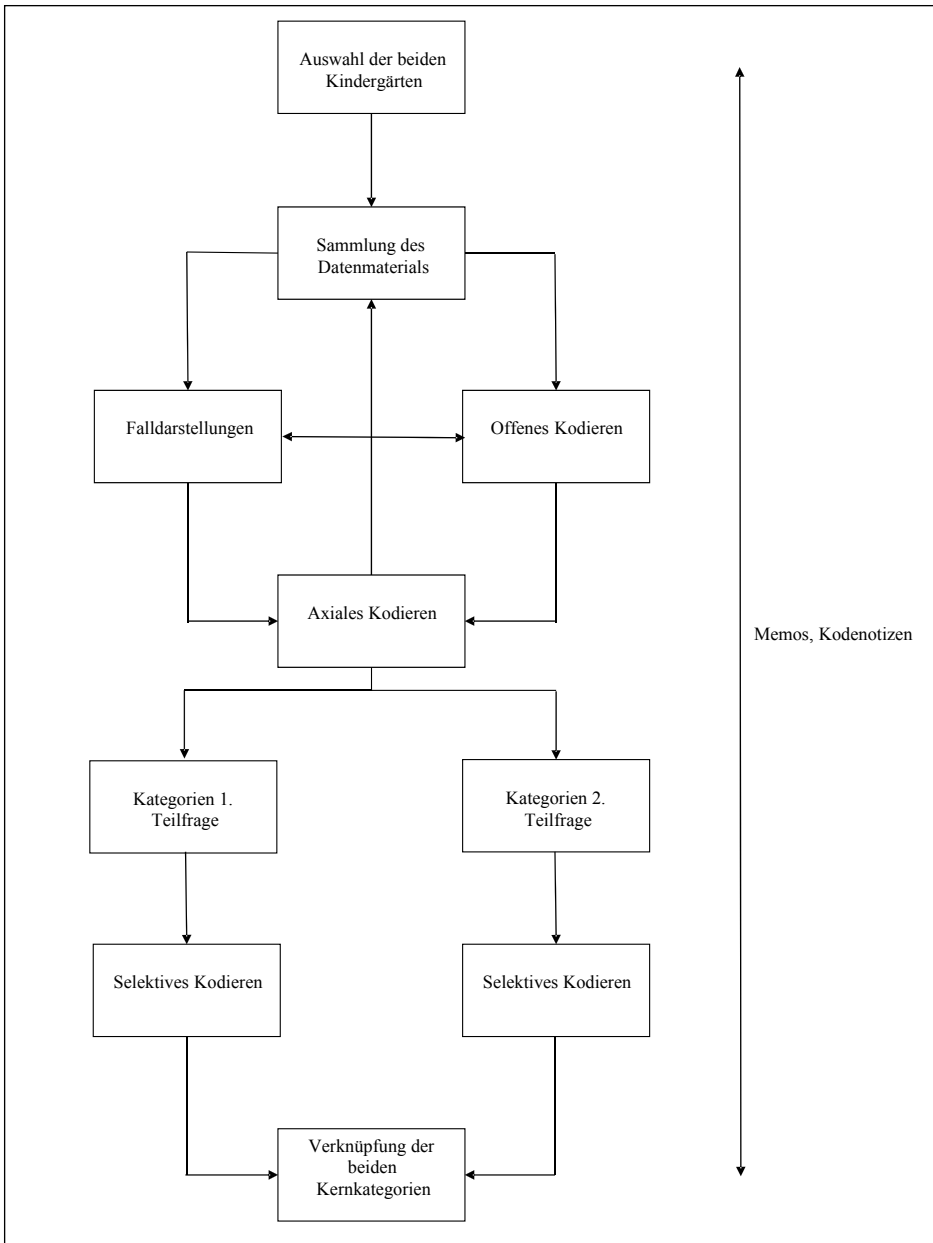 Auswahl der beiden
Kindergärten
Sammlung des
Datenmaterials
Falldarstellungen
Offenes Kodieren
Axiales Kodieren
Memos, Kodenotizen
Kategorien 1.
Teilfrage
Kategorien 2.
Teilfrage
Selektives Kodieren
Selektives Kodieren
Verknüpfung der
beiden
Kernkategorien